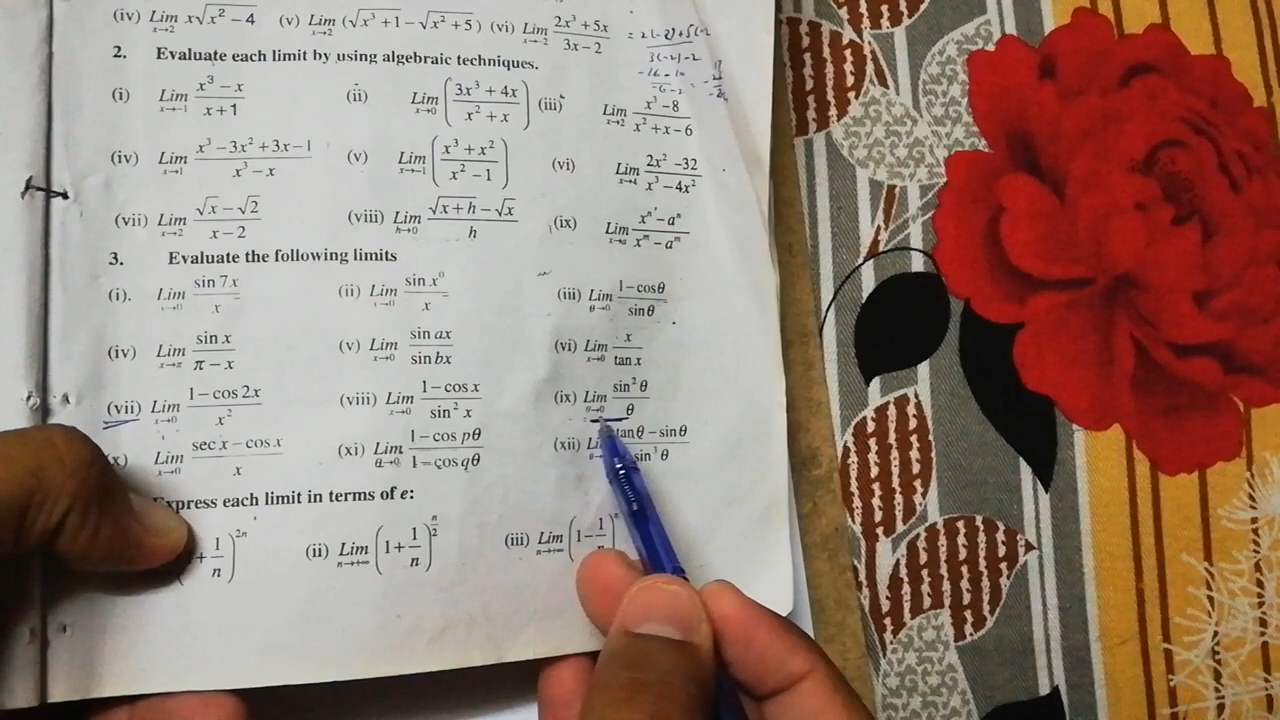 (iv) Lim x→2 x√(x² − 4) (v) Lim x→2 (√(x³ + 1) − √(x² + 5)) (vi) Lim x→−2 (2x³ + 5x)/(3x − 2)
2. Evaluate each limit by using algebraic techniques.
(i) Lim x→−1 (x³ − x)/(x + 1) (ii) Lim x→0 ((3x³ + 4x)/(x² + x)) (iii) Lim x→2 (x³ − 8)/(x² + x − 6)
(iv) Lim x→1 (x³ − 3x² + 3x − 1)/(x³ − x) (v) Lim x→−1 ((x³ + x²)/(x² − 1)) (vi) Lim x→4 (2x² − 32)/(x³ − 4x²)
(vii) Lim x→2 (√x − √2)/(x − 2) (viii) Lim h→0 (√(x + h) − √x)/h (ix) Lim x→a (xⁿ − aⁿ)/(xᵐ − aᵐ)
3. Evaluate the following limits
(i). Lim x→0 sin 7x/x (ii) Lim x→0 sin x⁰/x (iii) Lim θ→0 (1 − cosθ)/sinθ
(iv) Lim x→π sin x/(π − x) (v) Lim x→0 sin ax/sin bx (vi) Lim x→0 x/tan x
(vii) Lim x→0 (1 − cos 2x)/x² (viii) Lim x→0 (1 − cos x)/sin² x (ix) Lim θ→0 sin² θ/θ
x) Lim x→0 (sec x − cos x)/x (xi) Lim θ→0 (1 − cos pθ)/(1 − cos qθ) (xii) Li θ→ tanθ − sinθ/sin³ θ
Express each limit in terms of e:
+ 1/n)²ⁿ (ii) Lim n→+∞ (1 + 1/n)^(n/2) (iii) Lim n→+∞ (1 − 1/n)